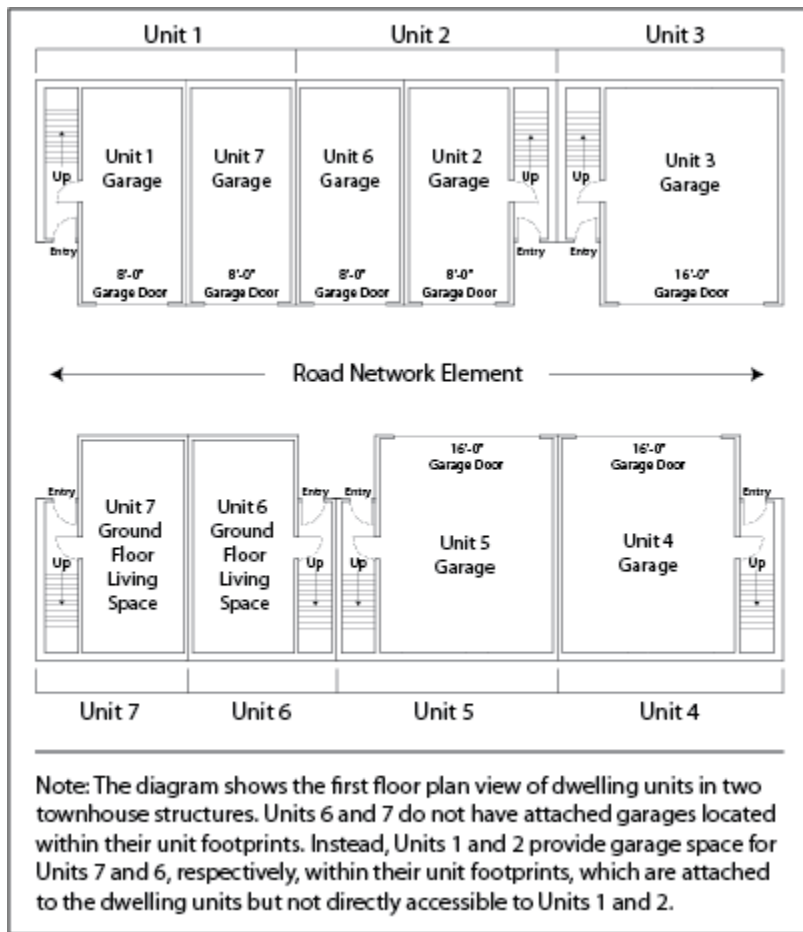 Unit 1 Unit 2 Unit 3
Unit 1 Unit 7 Unit 6 Unit 2 Unit 3
Garage Garage Garage Garage Garage
Up Up Up
Entry Entry Entry
8'-0" 8'-0" 8'-0" 8'-0" 16'-0"
Garage Door Garage Door Garage Door Garage Door Garage Door
Road Network Element
16'-0" 16'-0"
Garage Door Garage Door
Entry Entry Entry Entry
Unit 7 Unit 6 Unit 5 Unit 4
Ground Ground Garage Garage
Floor Floor
Living Living
Space Space
Up Up Up Up
Unit 7 Unit 6 Unit 5 Unit 4
Note: The diagram shows the first floor plan view of dwelling units in two
townhouse structures. Units 6 and 7 do not have attached garages located
within their unit footprints. Instead, Units 1 and 2 provide garage space for
Units 7 and 6, respectively, within their unit footprints, which are attached
to the dwelling units but not directly accessible to Units 1 and 2.